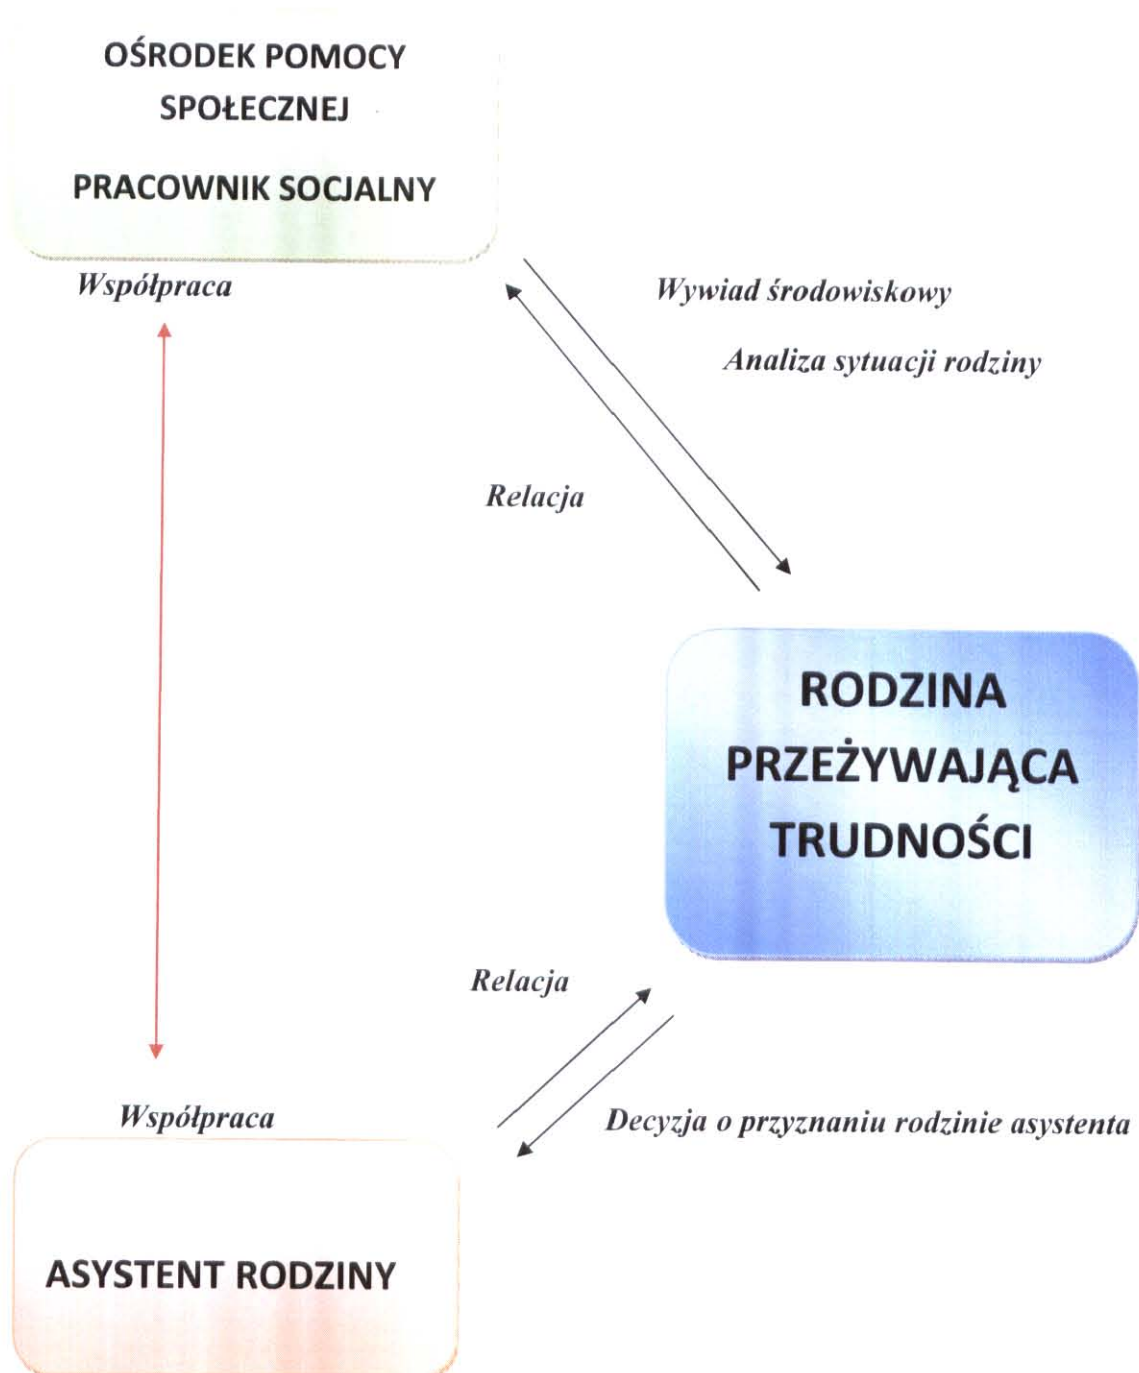 OŚRODEK POMOCY
SPOŁECZNEJ
PRACOWNIK SOCJALNY
Współpraca
Wywiad środowiskowy
Analiza sytuacji rodziny
Relacja
RODZINA
PRZEŻYWAJĄCA
TRUDNOŚCI
Relacja
Współpraca
Decyzja o przyznaniu rodzinie asystenta
ASYSTENT RODZINY